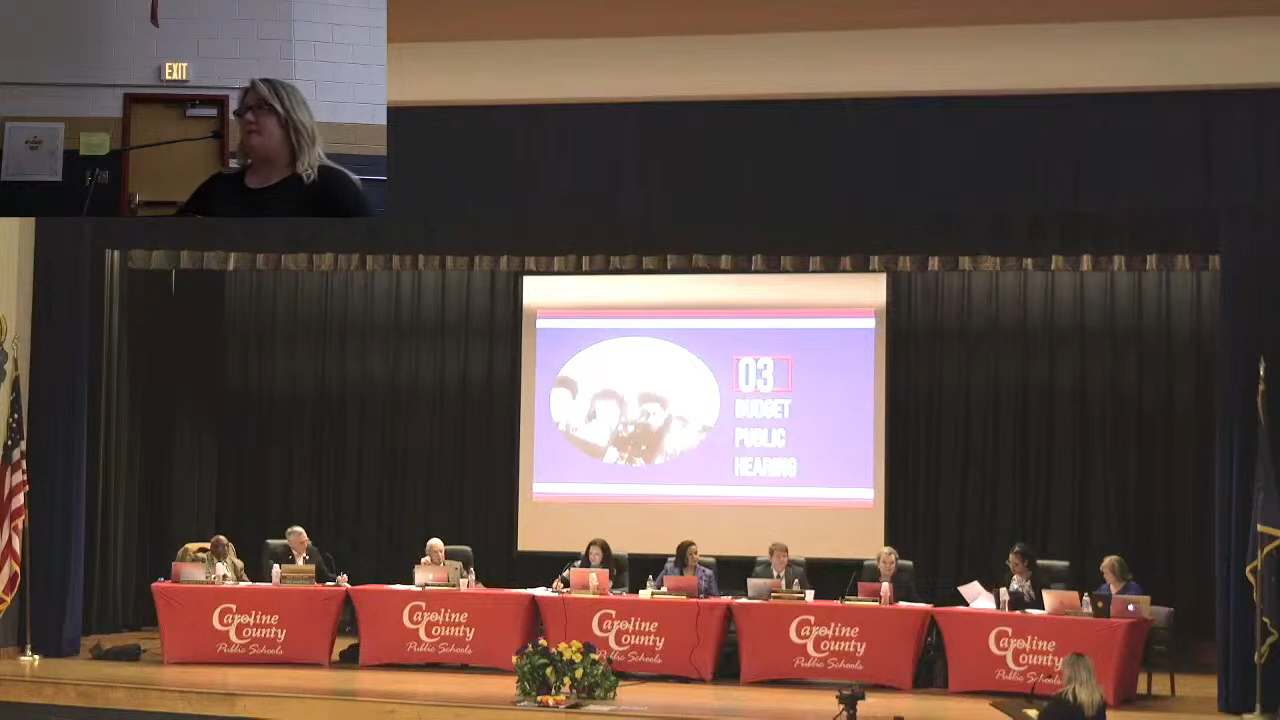 EXIT
03
BUDGET
PUBLIC
HEARING
Caroline
County
Public Schools
Caroline
County
Public Schools
Caroline
County
Public Schools
Caroline
County
Public Schools
Caroline
County
Public Schools